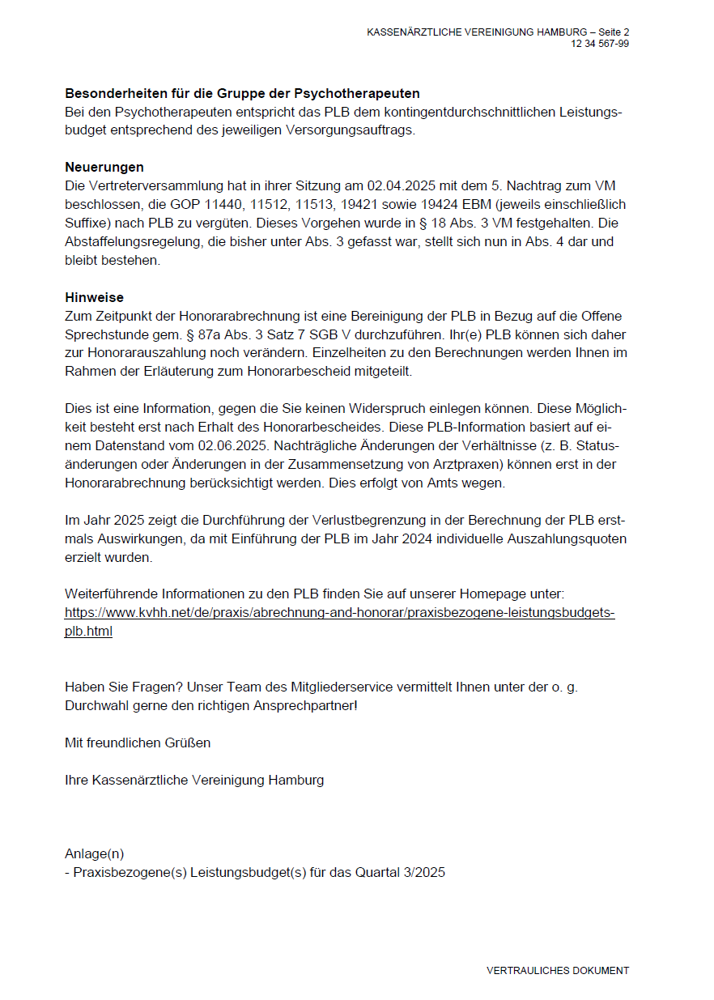 KASSENÄRZTLICHE VEREINIGUNG HAMBURG – Seite 2
12 34 567-99
Besonderheiten für die Gruppe der Psychotherapeuten
Bei den Psychotherapeuten entspricht das PLB dem kontingentdurchschnittlichen Leistungs-
budget entsprechend des jeweiligen Versorgungsauftrags.
Neuerungen
Die Vertreterversammlung hat in ihrer Sitzung am 02.04.2025 mit dem 5. Nachtrag zum VM
beschlossen, die GOP 11440, 11512, 11513, 19421 sowie 19424 EBM (jeweils einschließlich
Suffixe) nach PLB zu vergüten. Dieses Vorgehen wurde in § 18 Abs. 3 VM festgehalten. Die
Abstaffelungsregelung, die bisher unter Abs. 3 gefasst war, stellt sich nun in Abs. 4 dar und
bleibt bestehen.
Hinweise
Zum Zeitpunkt der Honorarabrechnung ist eine Bereinigung der PLB in Bezug auf die Offene
Sprechstunde gem. § 87a Abs. 3 Satz 7 SGB V durchzuführen. Ihr(e) PLB können sich daher
zur Honorarauszahlung noch verändern. Einzelheiten zu den Berechnungen werden Ihnen im
Rahmen der Erläuterung zum Honorarbescheid mitgeteilt.
Dies ist eine Information, gegen die Sie keinen Widerspruch einlegen können. Diese Möglich-
keit besteht erst nach Erhalt des Honorarbescheides. Diese PLB-Information basiert auf ei-
nem Datenstand vom 02.06.2025. Nachträgliche Änderungen der Verhältnisse (z. B. Status-
änderungen oder Änderungen in der Zusammensetzung von Arztpraxen) können erst in der
Honorarabrechnung berücksichtigt werden. Dies erfolgt von Amts wegen.
Im Jahr 2025 zeigt die Durchführung der Verlustbegrenzung in der Berechnung der PLB erst-
mals Auswirkungen, da mit Einführung der PLB im Jahr 2024 individuelle Auszahlungsquoten
erzielt wurden.
Weiterführende Informationen zu den PLB finden Sie auf unserer Homepage unter:
https://www.kvhh.net/de/praxis/abrechnung-and-honorar/praxisbezogene-leistungsbudgets-
plb.html
Haben Sie Fragen? Unser Team des Mitgliederservice vermittelt Ihnen unter der o. g.
Durchwahl gerne den richtigen Ansprechpartner!
Mit freundlichen Grüßen
Ihre Kassenärztliche Vereinigung Hamburg
Anlage(n)
- Praxisbezogene(s) Leistungsbudget(s) für das Quartal 3/2025
VERTRAULICHES DOKUMENT